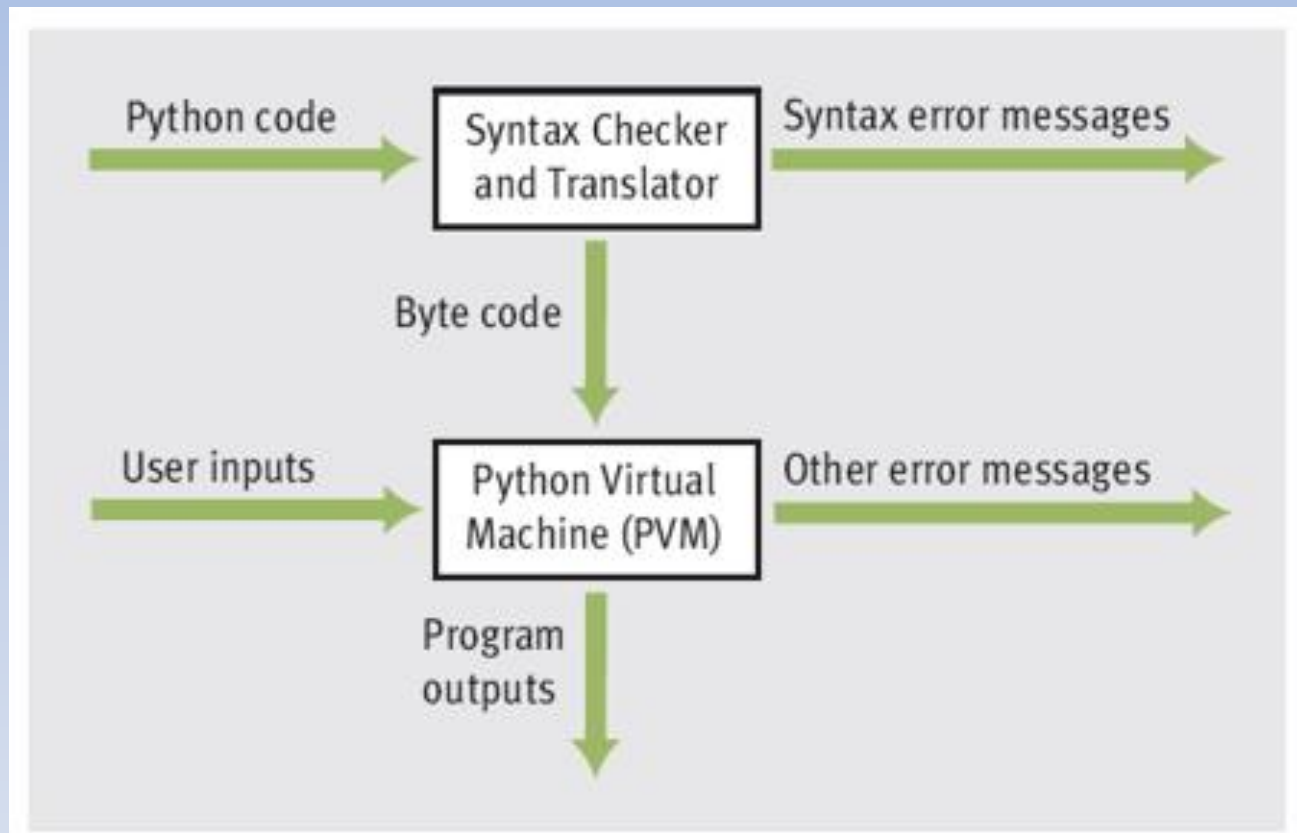 Python code
Syntax Checker
and Translator
Syntax error messages
Byte code
User inputs
Python Virtual
Machine (PVM)
Other error messages
Program
outputs